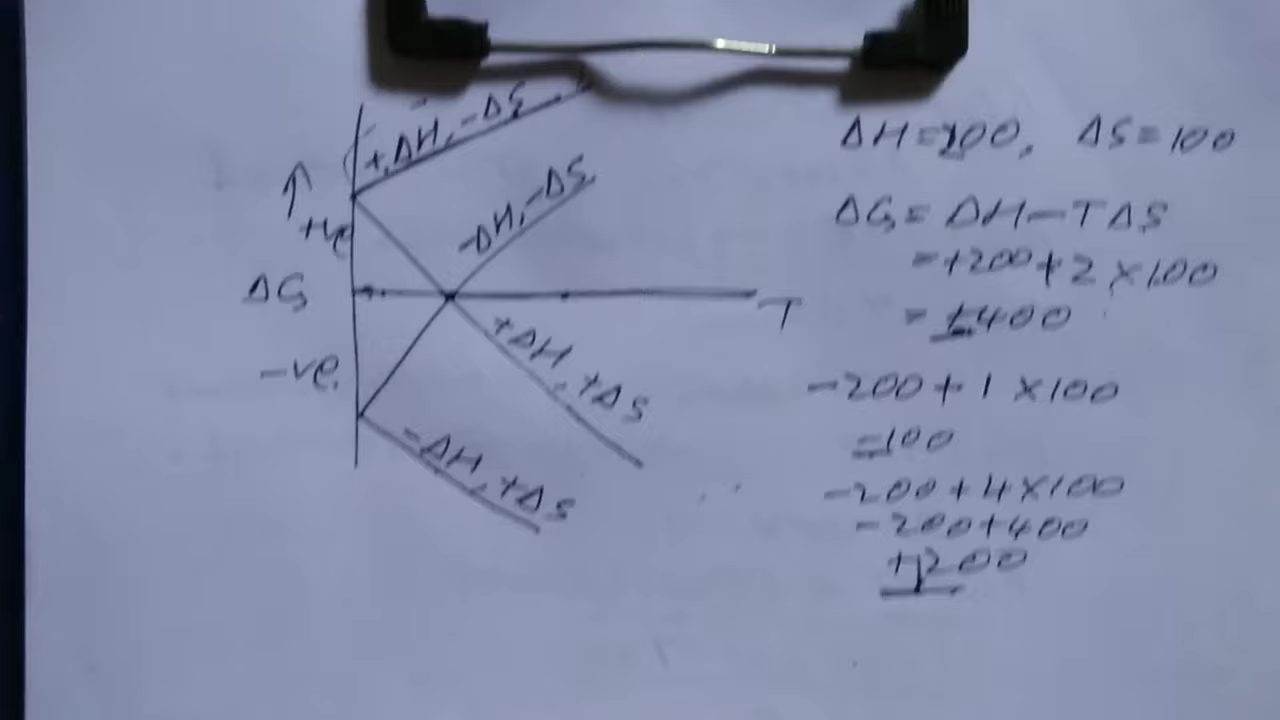 +ΔH, -ΔS
-ΔH, -ΔS
↑
+ve
ΔG
T
-ve.
+ΔH, +ΔS
-ΔH, +ΔS
ΔH=200, ΔS=100
ΔG= ΔH-TΔS
=+200+2×100
= +400
-200+1×100
=100
-200+4×100
-200+400
+200